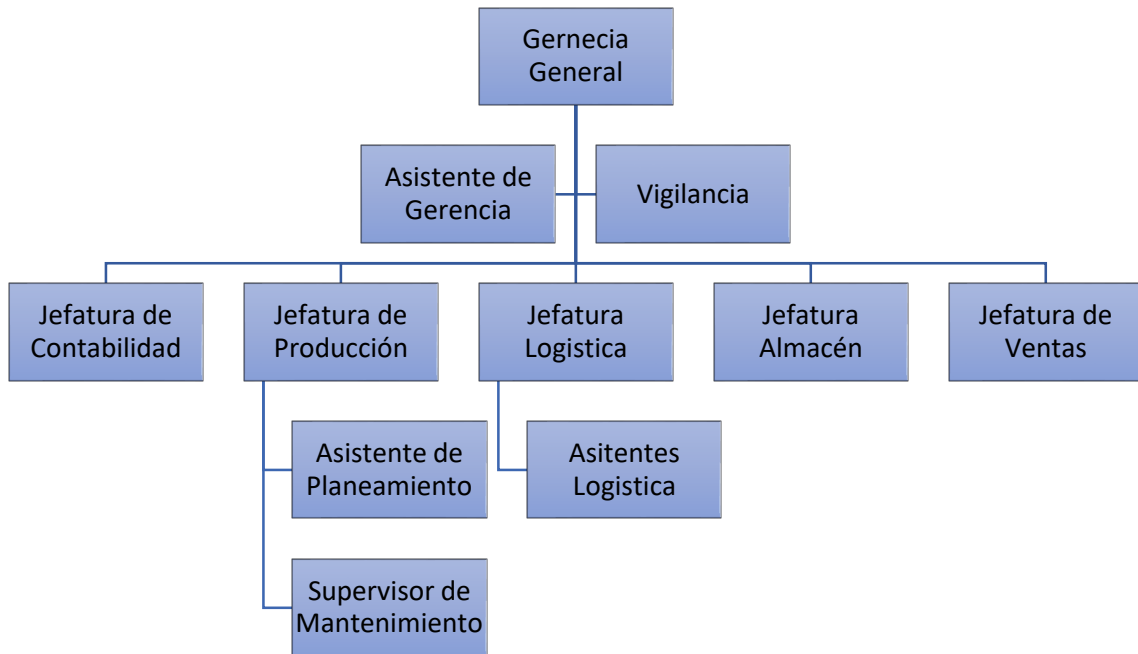 Gernecia
General
Asistente de
Gerencia
Vigilancia
Jefatura de
Contabilidad
Jefatura de
Producción
Jefatura
Logistica
Jefatura
Almacén
Jefatura de
Ventas
Asistente de
Planeamiento
Asitentes
Logistica
Supervisor de
Mantenimiento